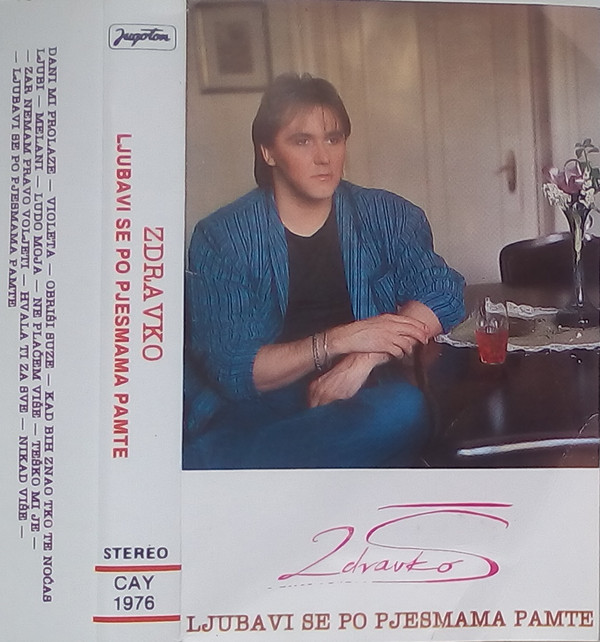 DANI MI PROLAZE — VIOLETA — OBRIŠI SUZE — KAD BIH ZNAO TKO TE NOĆAS
LJUBI — MELANI — LUDO MOJA — NE PLAČEM VIŠE — TEŠKO MI JE —
— ZAR NEMAM PRAVO VOLJETI — HVALA TI ZA SVE — NIKAD VIŠE —
— LJUBAVI SE PO PJESMAMA PAMTE
Jugoton
ZDRAVKO
LJUBAVI SE PO PJESMAMA PAMTE
STEREO
CAY
1976
Zdravko Š
LJUBAVI SE PO PJESMAMA PAMTE